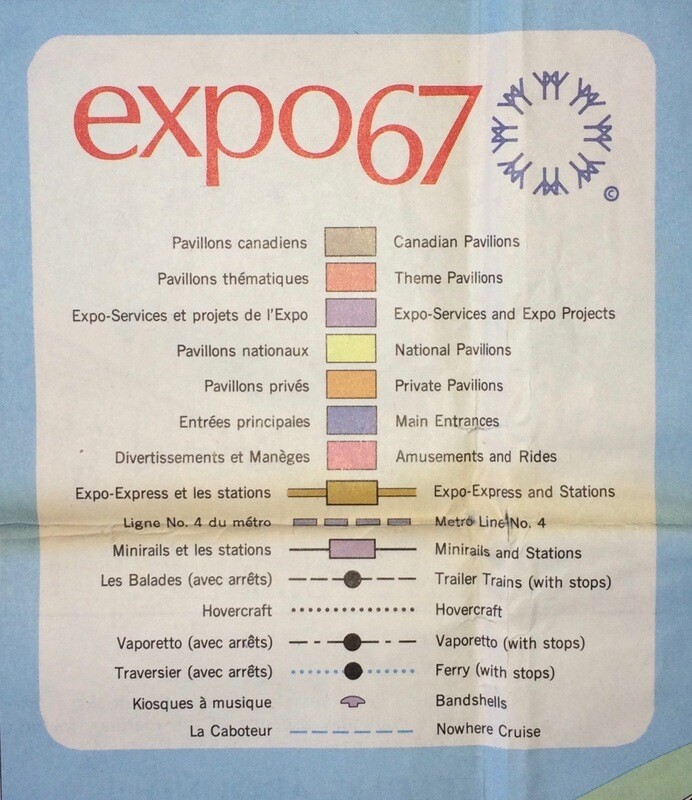 expo67
©
Pavillons canadiens Canadian Pavilions
Pavillons thématiques Theme Pavilions
Expo-Services et projets de l'Expo Expo-Services and Expo Projects
Pavillons nationaux National Pavilions
Pavillons privés Private Pavilions
Entrées principales Main Entrances
Divertissements et Manèges Amusements and Rides
Expo-Express et les stations Expo-Express and Stations
Ligne No. 4 du métro Metro Line No. 4
Minirails et les stations Minirails and Stations
Les Balades (avec arrêts) Trailer Trains (with stops)
Hovercraft Hovercraft
Vaporetto (avec arrêts) Vaporetto (with stops)
Traversier (avec arrêts) Ferry (with stops)
Kiosques à musique Bandshells
La Caboteur Nowhere Cruise